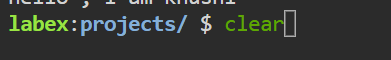 hello , i am khushi
labex:projects/ $ clear